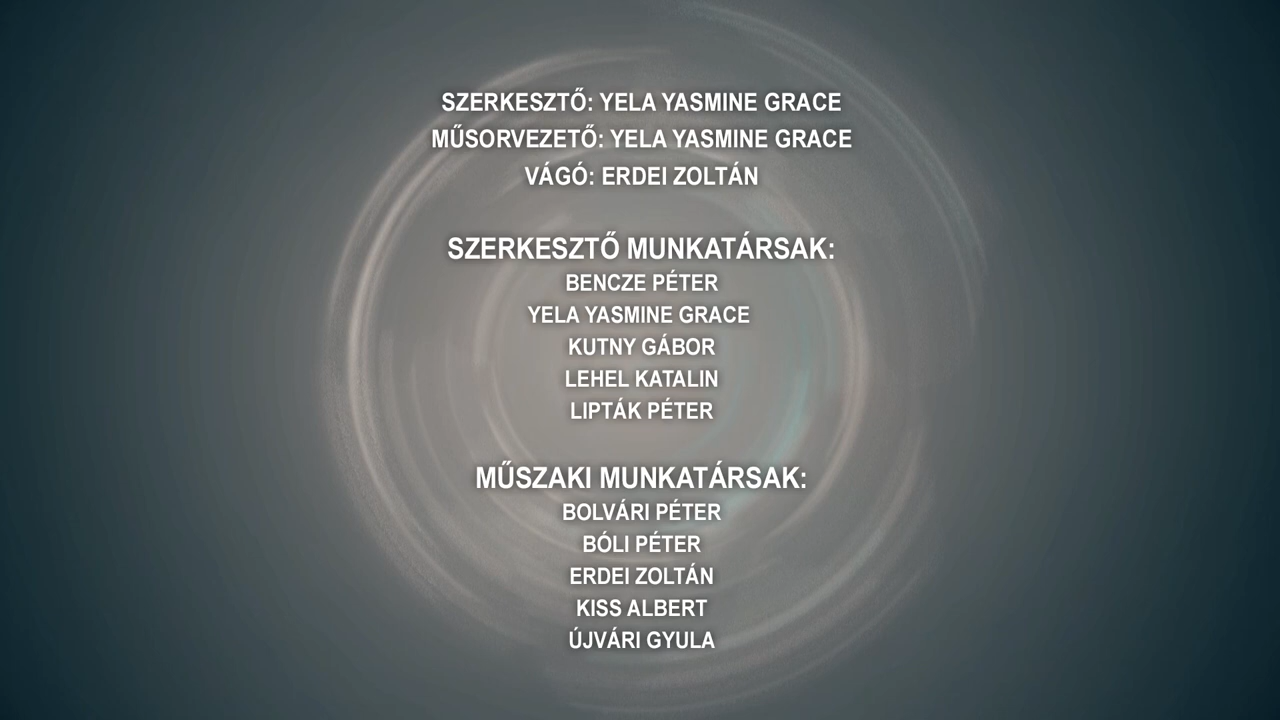 SZERKESZTŐ: YELA YASMINE GRACE
MŰSORVEZETŐ: YELA YASMINE GRACE
VÁGÓ: ERDEI ZOLTÁN
SZERKESZTŐ MUNKATÁRSAK:
BENCZE PÉTER
YELA YASMINE GRACE
KUTNY GÁBOR
LEHEL KATALIN
LIPTÁK PÉTER
MŰSZAKI MUNKATÁRSAK:
BOLVÁRI PÉTER
BÓLI PÉTER
ERDEI ZOLTÁN
KISS ALBERT
ÚJVÁRI GYULA